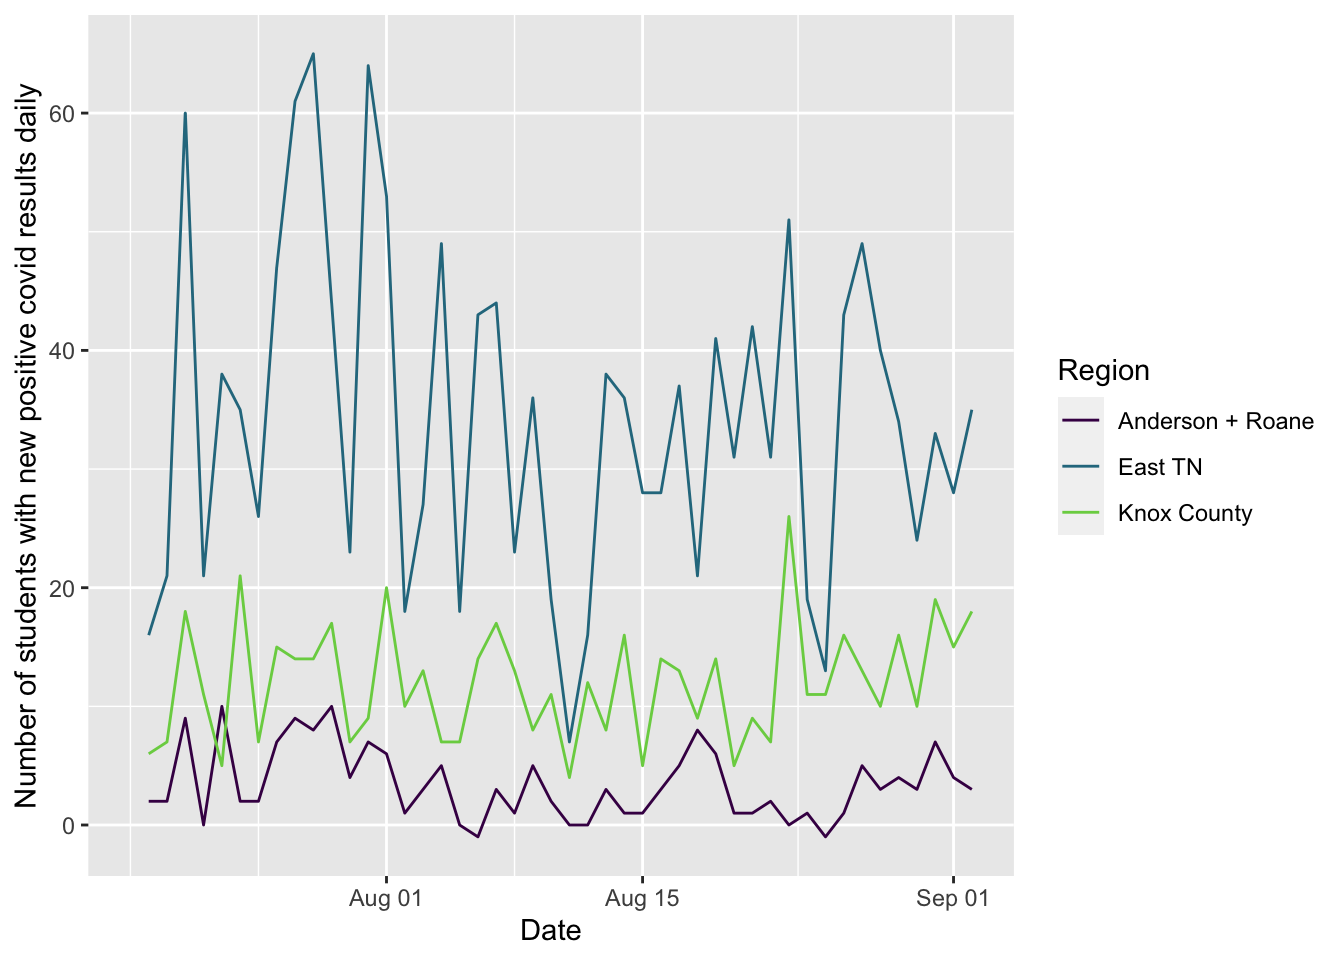 Number of students with new positive covid results daily
60
40
20
0
Aug 01
Aug 15
Sep 01
Date
Region
Anderson + Roane
East TN
Knox County